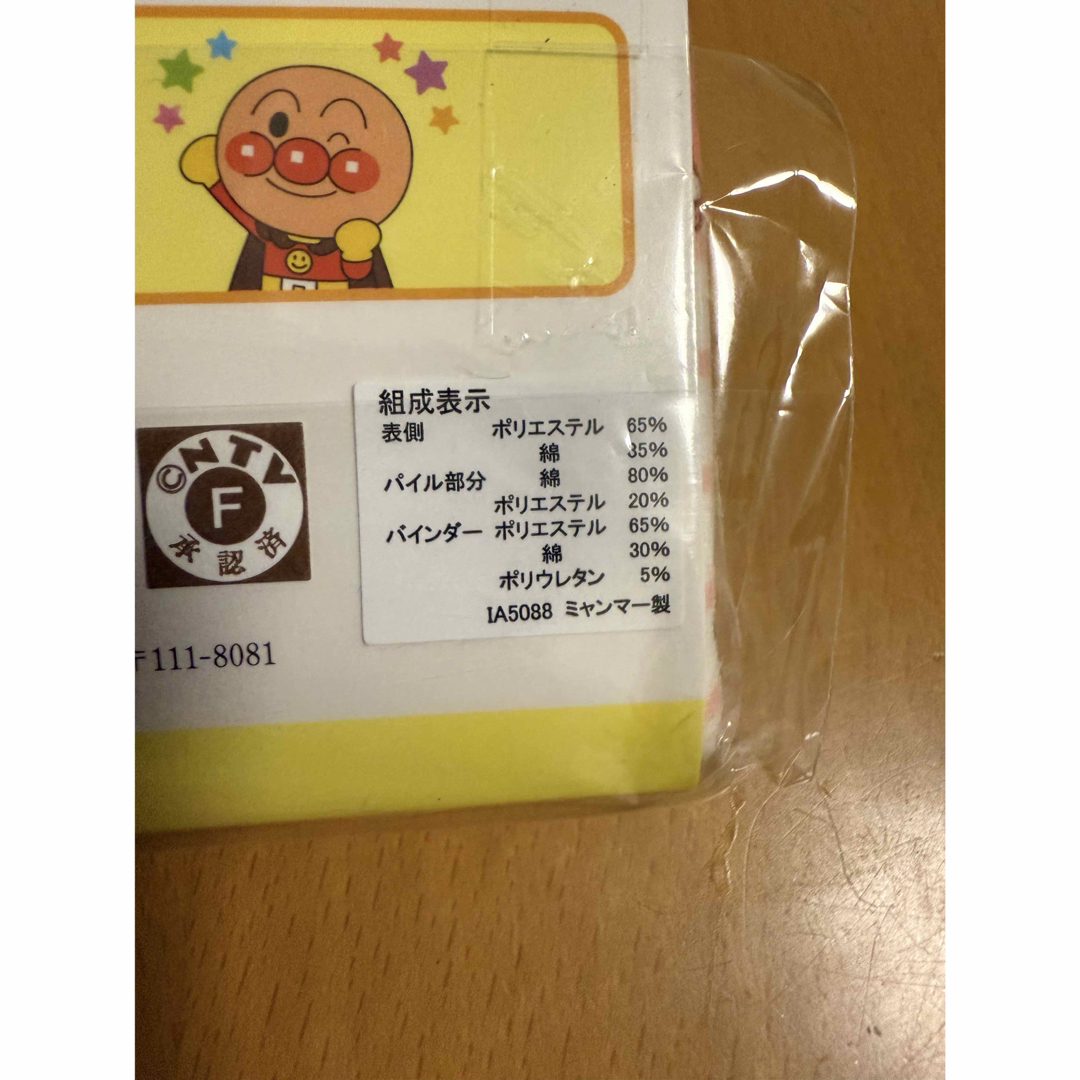 組成表示
表側 ポリエステル 65%
綿 35%
パイル部分 綿 80%
ポリエステル 20%
バインダー ポリエステル 65%
綿 30%
ポリウレタン 5%
IA5088 ミャンマー製
©NTV
F
承認済
〒111-8081